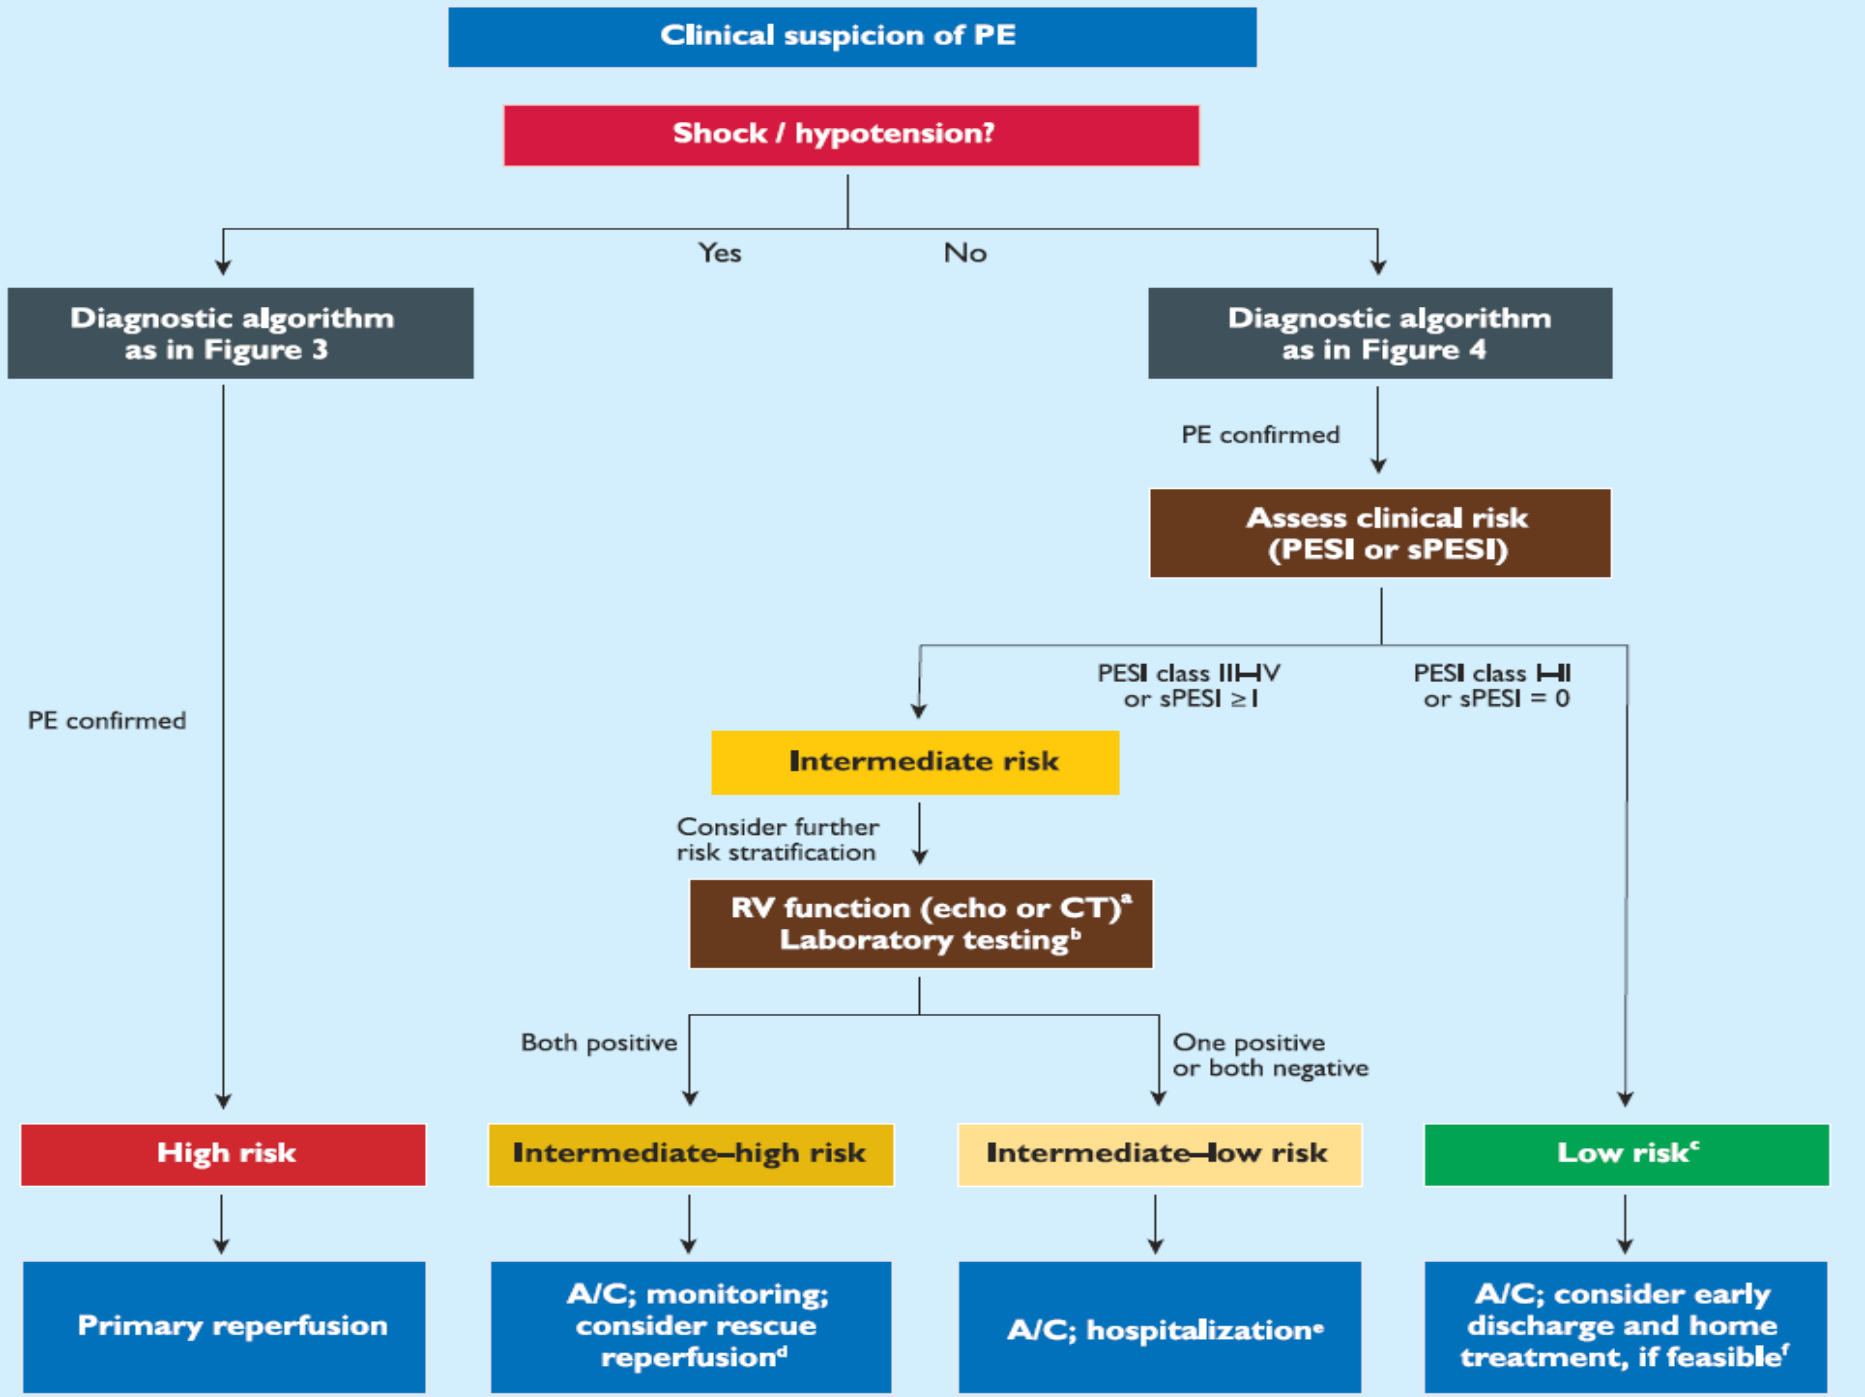 Clinical suspicion of PE
Shock / hypotension?
Yes
No
Diagnostic algorithm
as in Figure 3
Diagnostic algorithm
as in Figure 4
PE confirmed
Assess clinical risk
(PESI or sPESI)
PESI class III–IV
or sPESI ≥1
PESI class I–II
or sPESI = 0
PE confirmed
Intermediate risk
Consider further
risk stratification
RV function (echo or CT)ᵃ
Laboratory testingᵇ
Both positive
One positive
or both negative
High risk
Intermediate–high risk
Intermediate–low risk
Low riskᶜ
Primary reperfusion
A/C; monitoring;
consider rescue
reperfusionᵈ
A/C; hospitalizationᵉ
A/C; consider early
discharge and home
treatment, if feasibleᶠ